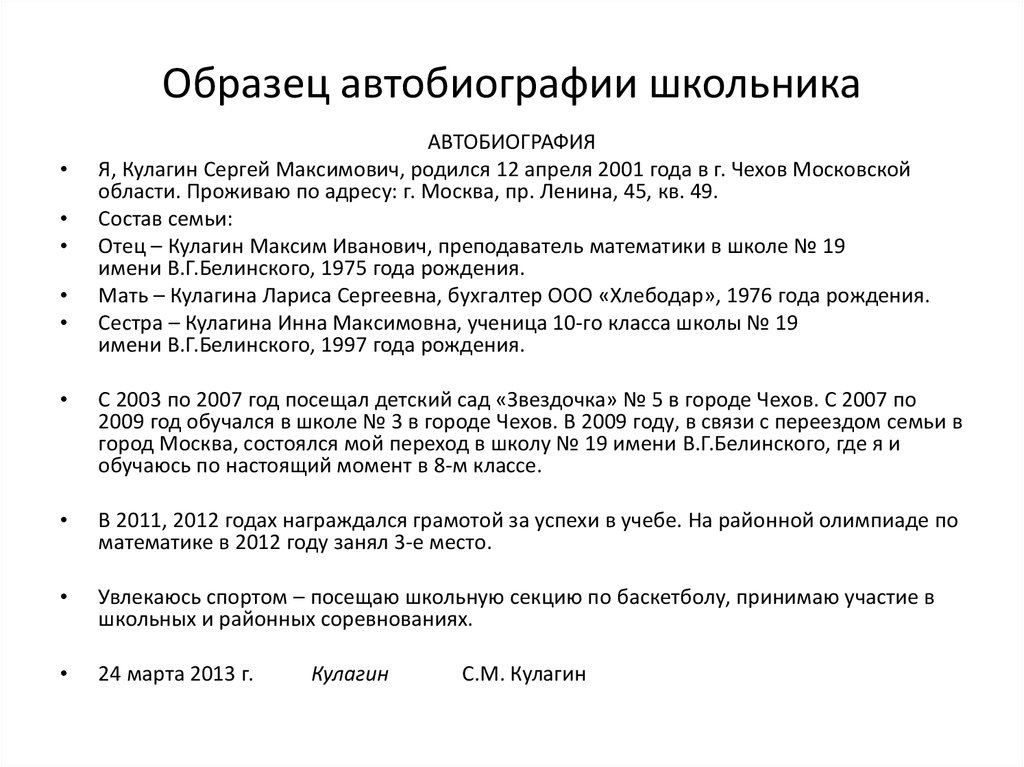 Образец автобиографии школьника
АВТОБИОГРАФИЯ
• Я, Кулагин Сергей Максимович, родился 12 апреля 2001 года в г. Чехов Московской
области. Проживаю по адресу: г. Москва, пр. Ленина, 45, кв. 49.
• Состав семьи:
• Отец – Кулагин Максим Иванович, преподаватель математики в школе № 19
имени В.Г.Белинского, 1975 года рождения.
• Мать – Кулагина Лариса Сергеевна, бухгалтер ООО «Хлебодар», 1976 года рождения.
• Сестра – Кулагина Инна Максимовна, ученица 10-го класса школы № 19
имени В.Г.Белинского, 1997 года рождения.
• С 2003 по 2007 год посещал детский сад «Звездочка» № 5 в городе Чехов. С 2007 по
2009 год обучался в школе № 3 в городе Чехов. В 2009 году, в связи с переездом семьи в
город Москва, состоялся мой переход в школу № 19 имени В.Г.Белинского, где я и
обучаюсь по настоящий момент в 8-м классе.
• В 2011, 2012 годах награждался грамотой за успехи в учебе. На районной олимпиаде по
математике в 2012 году занял 3-е место.
• Увлекаюсь спортом – посещаю школьную секцию по баскетболу, принимаю участие в
школьных и районных соревнованиях.
• 24 марта 2013 г. Кулагин С.М. Кулагин